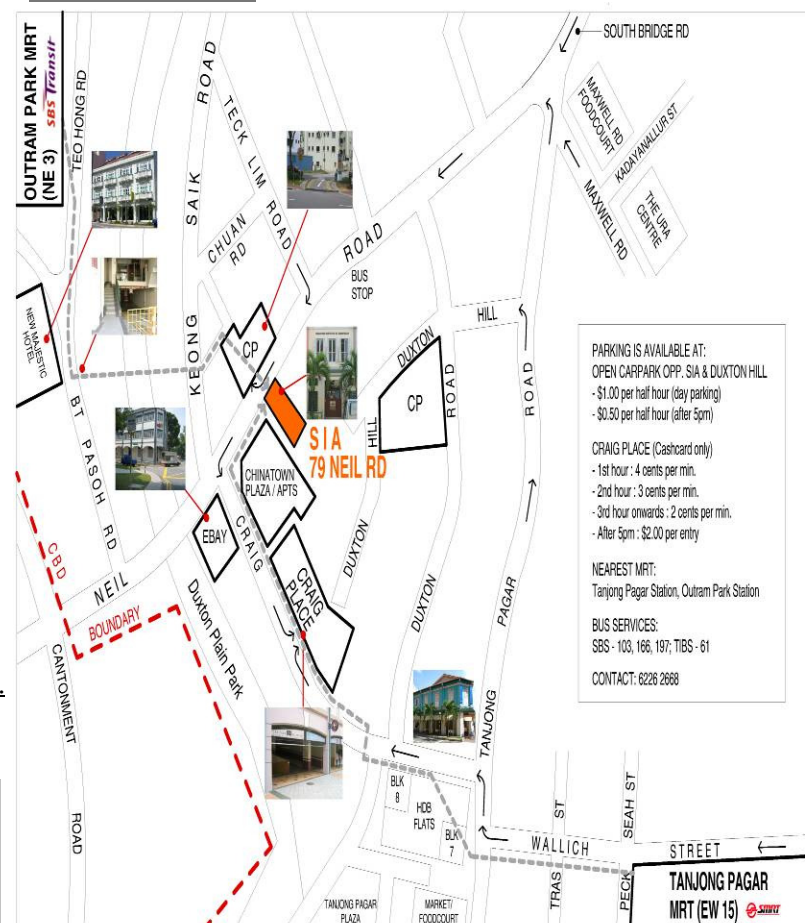 OUTRAM PARK MRT
(NE 3)
SBS Transit
TEO HONG RD
KEONG SAIK ROAD
TECK LIM ROAD
CHUAN
RD
SOUTH BRIDGE RD
MAXWELL RD
FOODCOURT
KADAYANALLUR ST
THE URA
CENTRE
MAXWELL RD
NEIL ROAD
BUS
STOP
NEW MAJESTIC
HOTEL
CP
DUXTON HILL
CP
DUXTON ROAD
SIA
79 NEIL RD
CHINATOWN
PLAZA / APTS
BT PASOH RD
EBAY
CRAIG
CRAIG
PLACE
DUXTON HILL
TANJONG PAGAR ROAD
CBD
BOUNDARY
Duxton Plain Park
CANTONMENT ROAD
PARKING IS AVAILABLE AT:
OPEN CARPARK OPP. SIA & DUXTON HILL
- $1.00 per half hour (day parking)
- $0.50 per half hour (after 5pm)
CRAIG PLACE (Cashcard only)
- 1st hour : 4 cents per min.
- 2nd hour : 3 cents per min.
- 3rd hour onwards : 2 cents per min.
- After 5pm : $2.00 per entry
NEAREST MRT:
Tanjong Pagar Station, Outram Park Station
BUS SERVICES:
SBS - 103, 166, 197; TIBS - 61
CONTACT: 6226 2668
BLK
8
HDB
FLATS
BLK
7
WALLICH STREET
TRAS ST
PECK SEAH ST
TANJONG PAGAR
PLAZA
MARKET/
FOODCOURT
TANJONG PAGAR
MRT (EW 15) SMRT